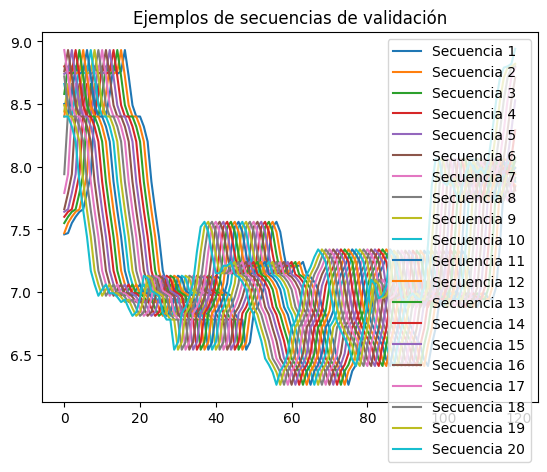 Ejemplos de secuencias de validación
9.0
8.5
8.0
7.5
7.0
6.5
0
20
40
60
80
100
120
Secuencia 1
Secuencia 2
Secuencia 3
Secuencia 4
Secuencia 5
Secuencia 6
Secuencia 7
Secuencia 8
Secuencia 9
Secuencia 10
Secuencia 11
Secuencia 12
Secuencia 13
Secuencia 14
Secuencia 15
Secuencia 16
Secuencia 17
Secuencia 18
Secuencia 19
Secuencia 20